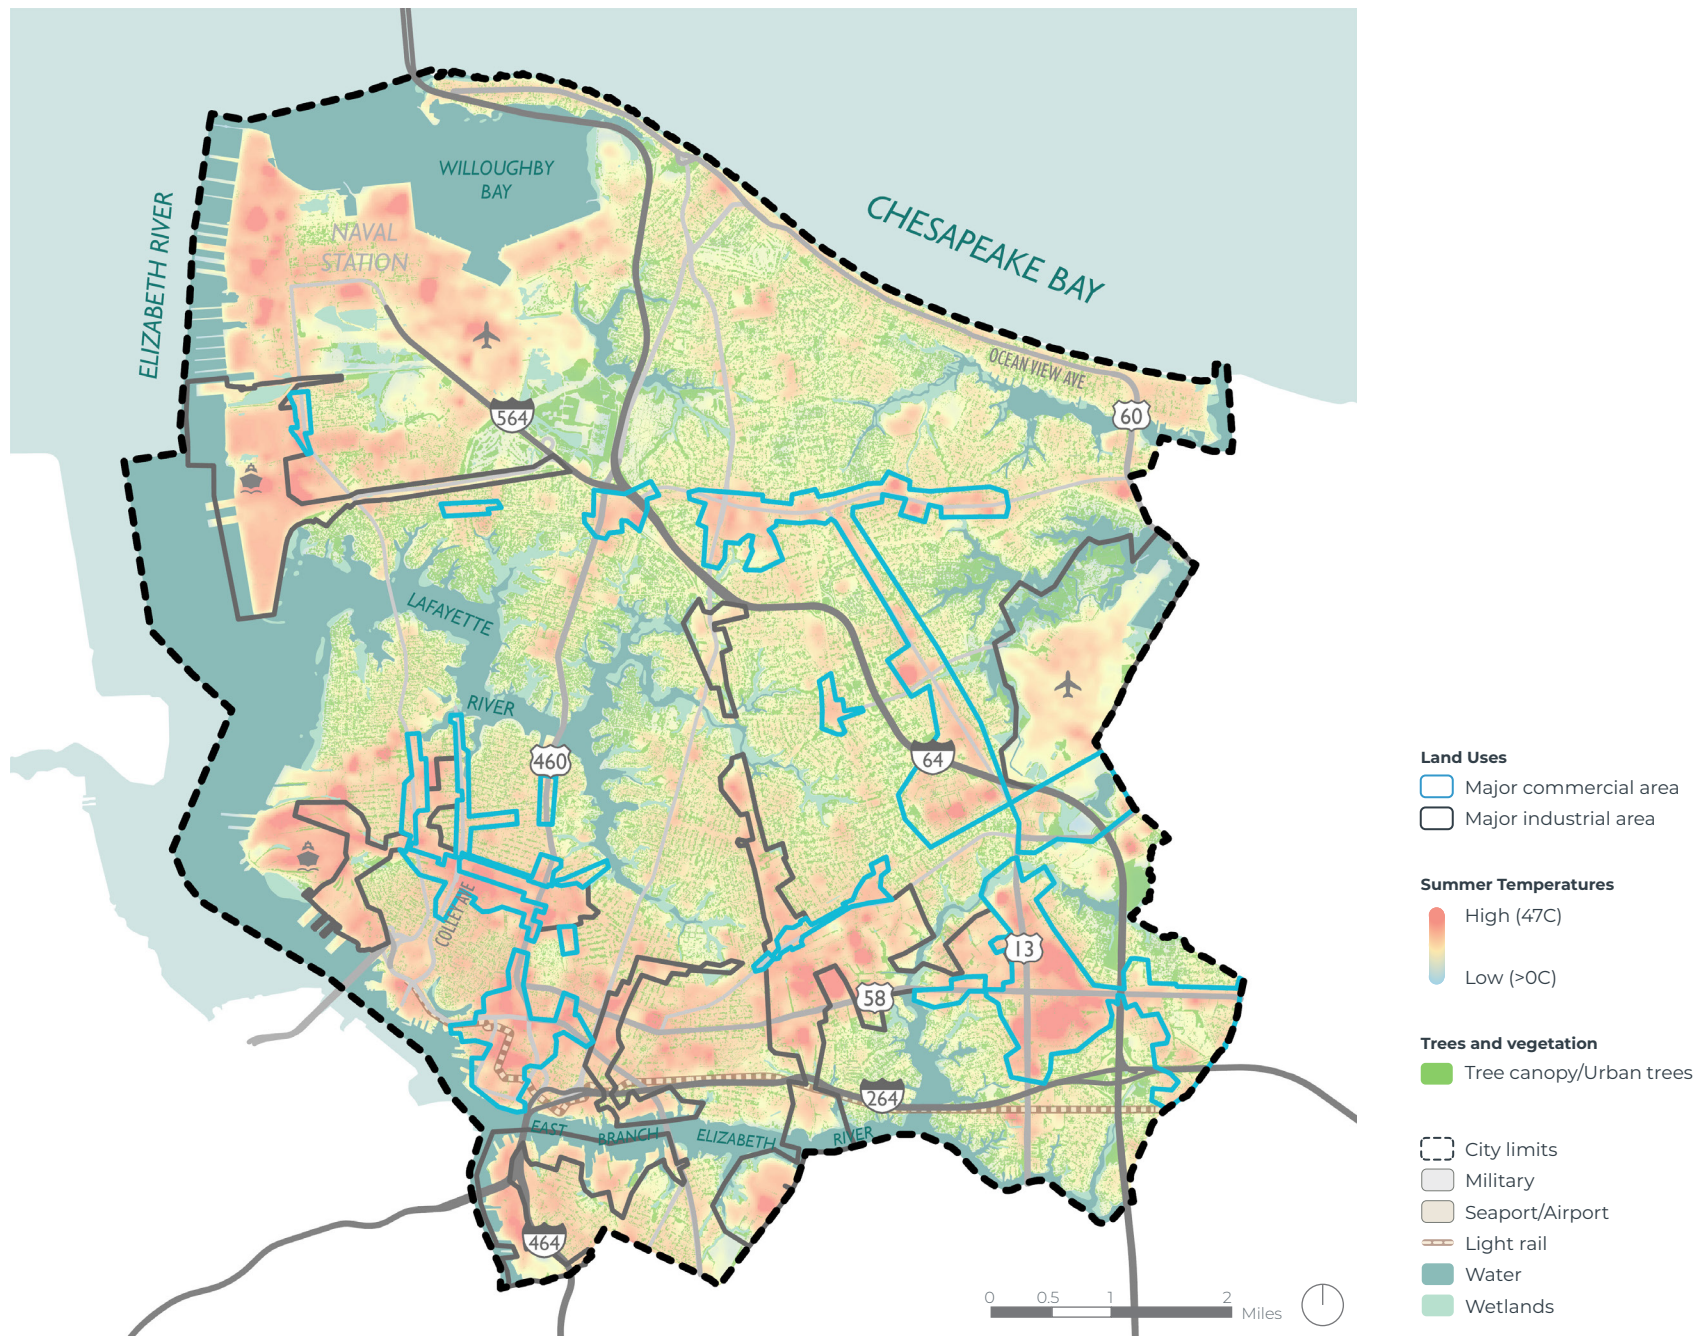 WILLOUGHBY
BAY
CHESAPEAKE BAY
ELIZABETH RIVER
NAVAL
STATION
OCEAN VIEW AVE
60
564
LAFAYETTE
RIVER
460
64
COLLEY AVE
13
58
264
EAST BRANCH ELIZABETH RIVER
464
0 0.5 1 2 Miles
Land Uses
Major commercial area
Major industrial area
Summer Temperatures
High (47C)
Low (>0C)
Trees and vegetation
Tree canopy/Urban trees
City limits
Military
Seaport/Airport
Light rail
Water
Wetlands